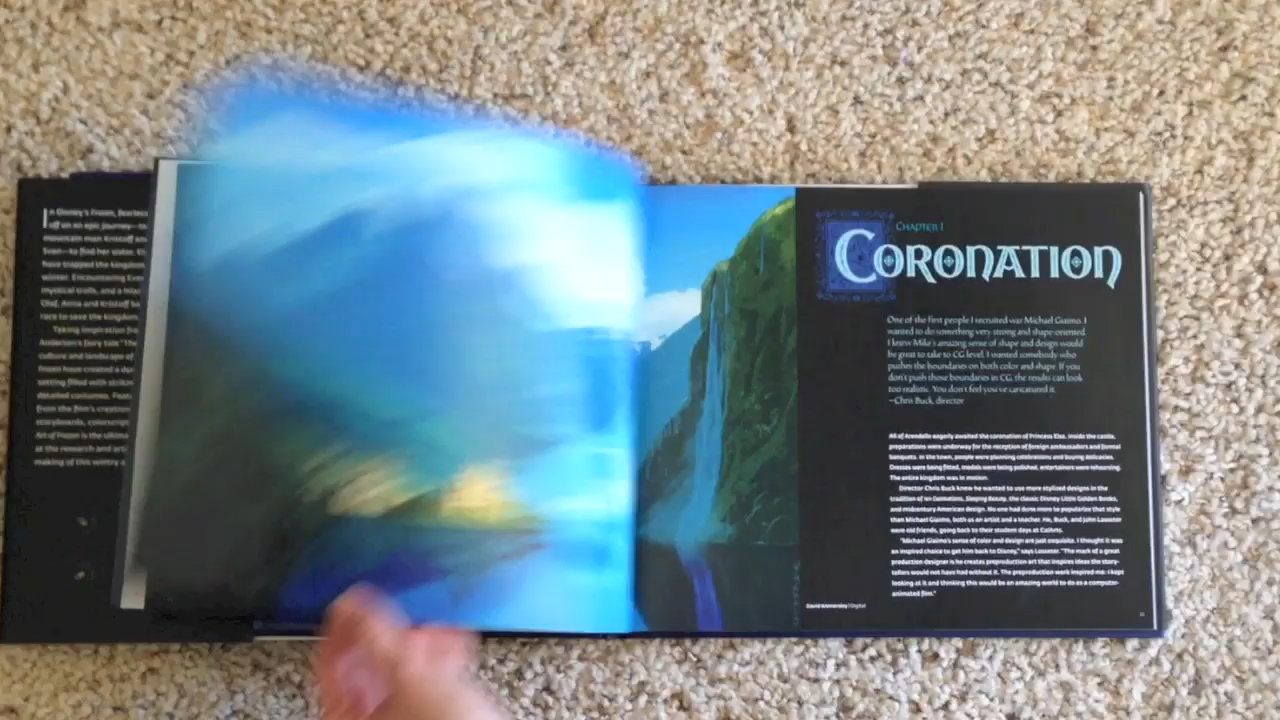 In Disney's Frozen, fearless
off on an epic journey—
mountain man Kristoff and
Sven—to find her sister, El
have trapped the kingdom
winter. Encountering Ever
mystical trolls, and a
Olaf, Anna and Kristoff
race to save the kingdom.
Taking inspiration fro
Andersen's fairy tale "The
culture and landscape of
Frozen have created a
setting filled with
detailed costumes. Feat
from the film's creation
storyboards, colorscript
Art of Frozen is the ultima
at the research and art
making of this wintry
CHAPTER 1
CORONATION
One of the first people I recruited was Michael Giaimo. I
wanted to do something very strong and shape-oriented.
I knew Mike's amazing sense of shape and design would
be great to take to CG level. I wanted somebody who
pushes the boundaries on both color and shape. If you
don't push those boundaries in CG, the results can look
too realistic. You don't feel you've caricatured it.
—Chris Buck, director
All of Arendelle eagerly awaited the coronation of Princess Elsa. Inside the castle,
preparations were underway for the reception of foreign ambassadors and formal
banquets. In the town, people were planning celebrations and buying delicacies.
Dresses were being fitted, medals were being polished, entertainers were rehearsing.
The entire kingdom was in motion.
Director Chris Buck knew he wanted to use more stylized designs in the
tradition of 101 Dalmatians, Sleeping Beauty, the classic Disney Little Golden Books,
and midcentury American design. No one had done more to popularize that style
than Michael Giaimo, both as an artist and a teacher. He, Buck, and John Lasseter
were old friends, going back to their student days at CalArts.
"Michael Giaimo's sense of color and design are just exquisite. I thought it was
an inspired choice to get him back to Disney," says Lasseter. "The mark of a great
production designer is he creates preproduction art that inspires ideas the story-
tellers would not have had without it. The preproduction work inspired me: I kept
looking at it and thinking this would be an amazing world to do as a computer-
animated film."
David Womersley | Digital